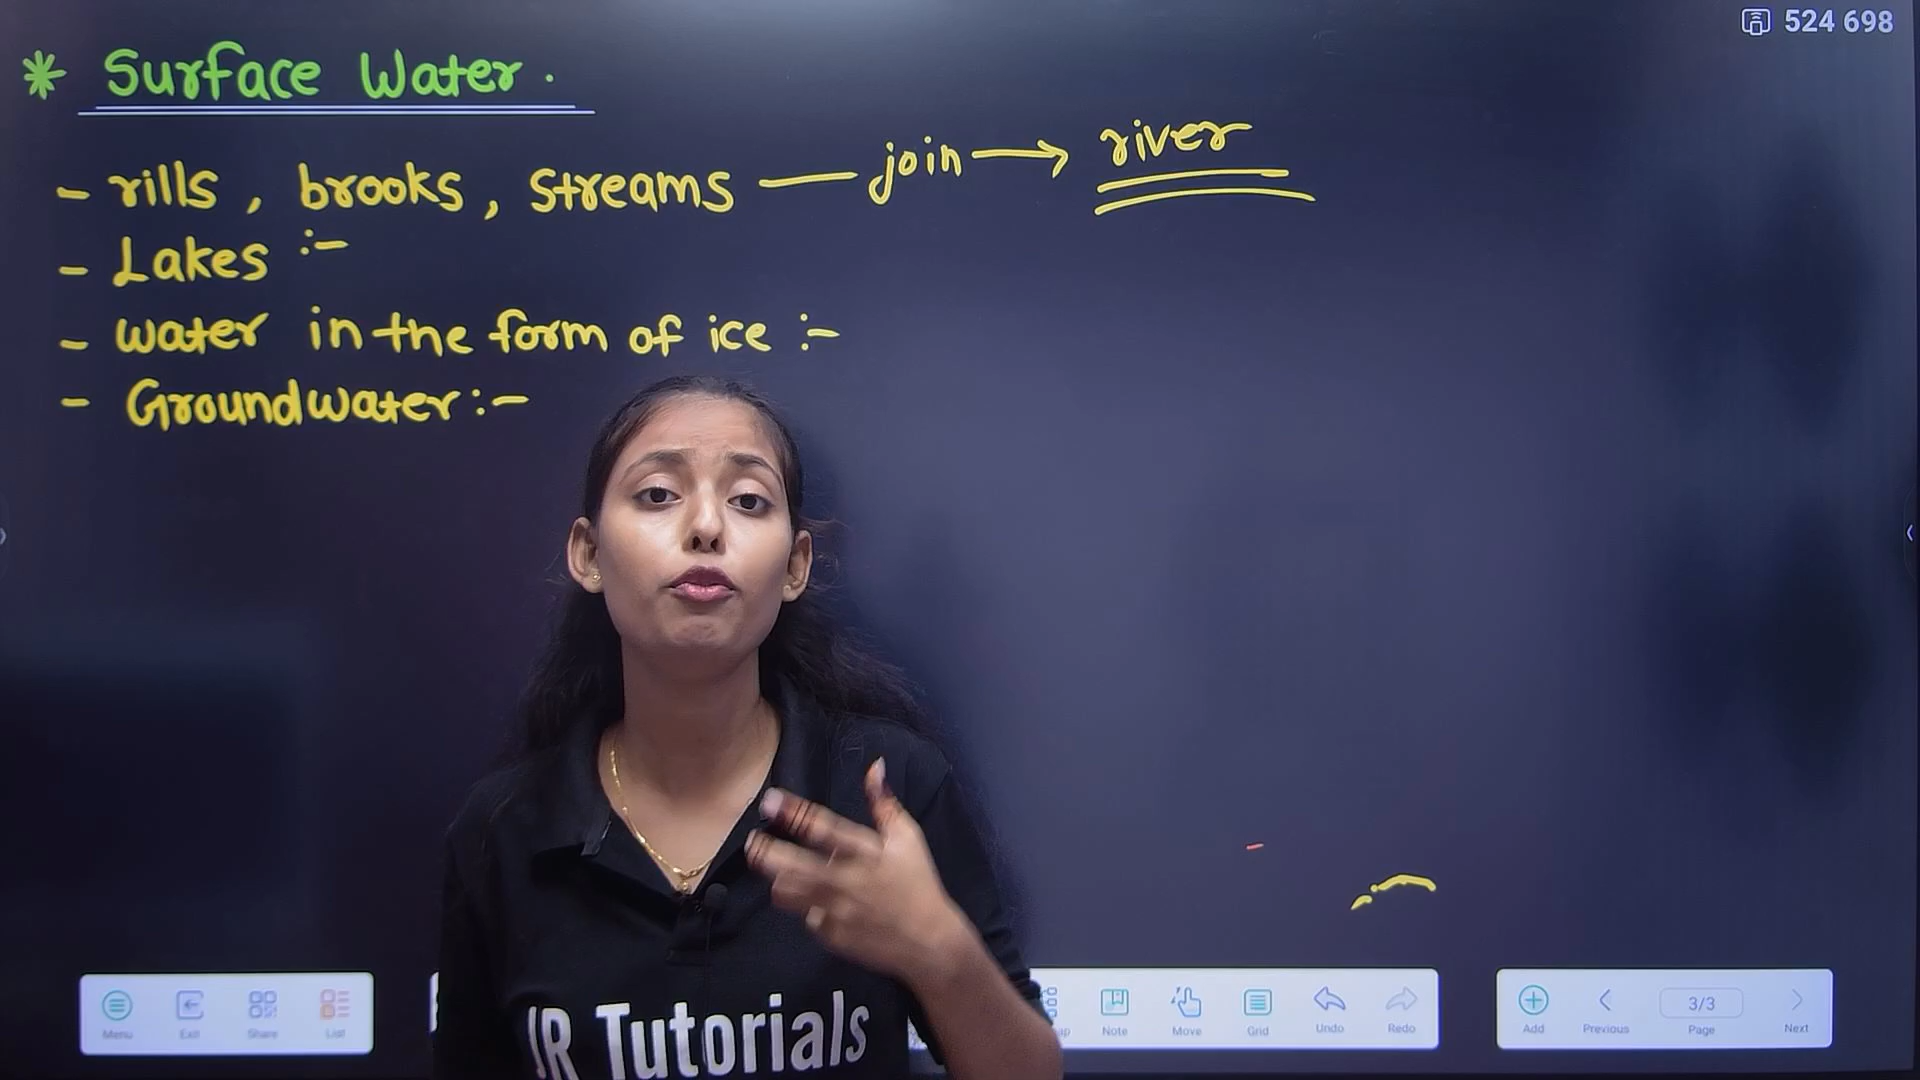 524 698
* Surface Water .
- rills , brooks , streams — join → river
- Lakes :-
- water in the form of ice :-
- Groundwater :-
JR Tutorials
Menu Exit Share List
Note Move Grid Undo Redo
Add Previous 3/3 Page Next